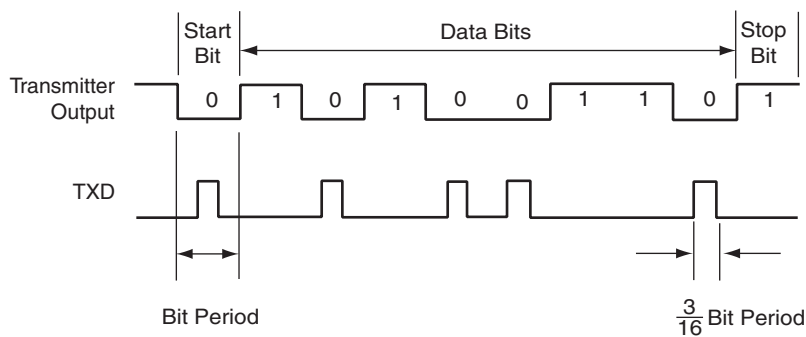 Start Bit
Data Bits
Stop Bit
Transmitter Output
0 1 0 1 0 0 1 1 0 1
TXD
Bit Period
3/16 Bit Period